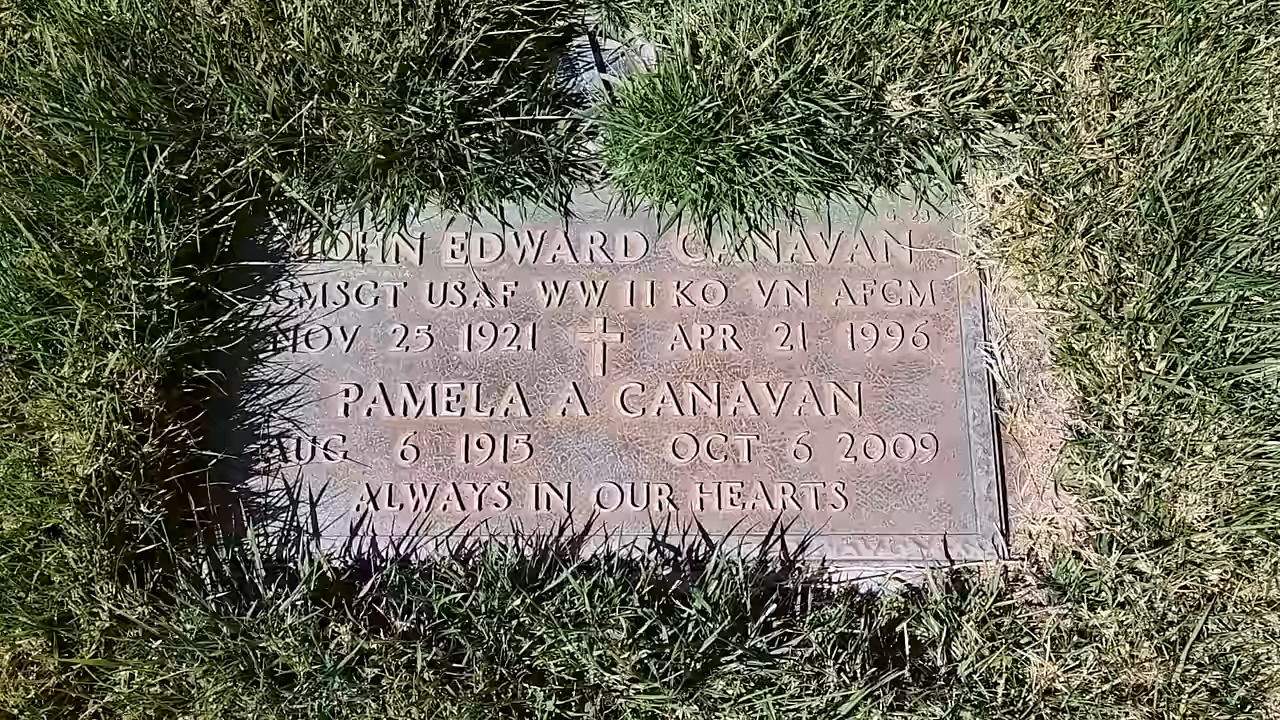 JOHN EDWARD CANAVAN
CMSGT USAF WW II KO VN AFCM
NOV 25 1921 APR 21 1996
PAMELA A CANAVAN
AUG 6 1915 OCT 6 2009
ALWAYS IN OUR HEARTS